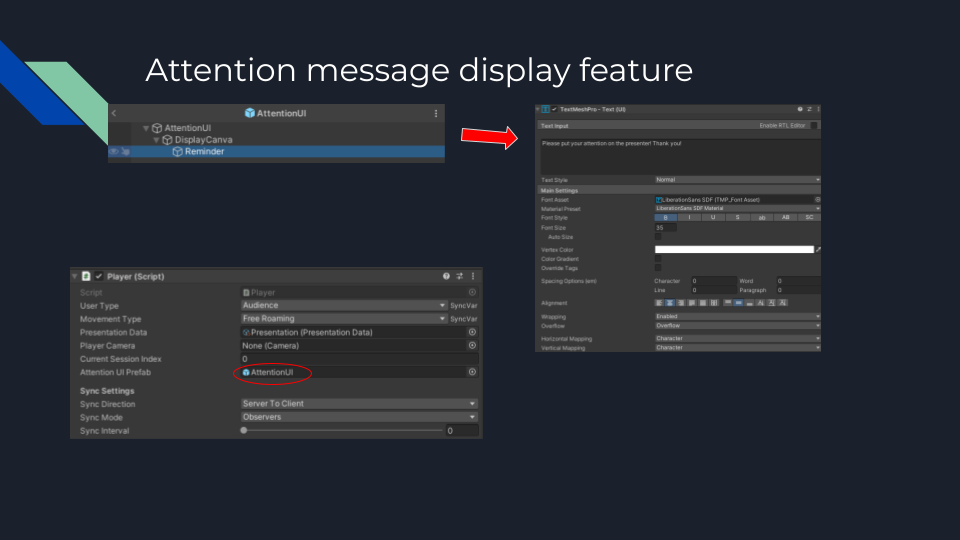 Attention message display feature
AttentionUI
AttentionUI
DisplayCanva
Reminder
TextMeshPro - Text (UI)
Text Input Enable RTL Editor
Please put your attention on the presenter! Thank you!
Text Style Normal
Main Settings
Font Asset LiberationSans SDF (TMP_Font Asset)
Material Preset LiberationSans SDF Material
Font Style B I U S ab AB SC
Font Size 35
Auto Size
Vertex Color
Color Gradient
Override Tags
Spacing Options (em) Character 0 Word 0
Line 0 Paragraph 0
Alignment
Wrapping Enabled
Overflow Overflow
Horizontal Mapping Character
Vertical Mapping Character
Player (Script)
Script Player
User Type Audience SyncVar
Movement Type Free Roaming SyncVar
Presentation Data Presentation (Presentation Data)
Player Camera None (Camera)
Current Session Index 0
Attention UI Prefab AttentionUI
Sync Settings
Sync Direction Server To Client
Sync Mode Observers
Sync Interval 0